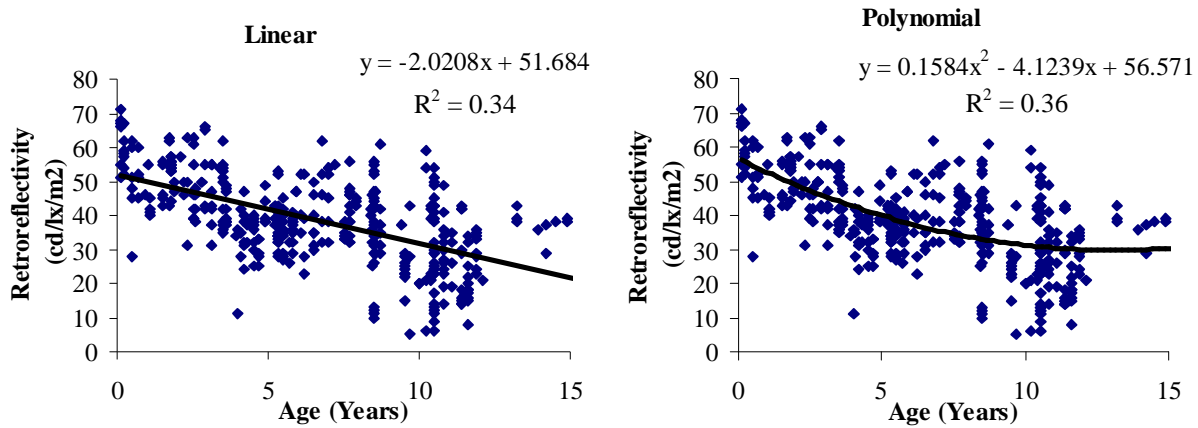 Linear
y = -2.0208x + 51.684
R² = 0.34
80
70
60
50
40
30
20
10
0
Retroreflectivity
(cd/lx/m2)
0 5 10 15
Age (Years)
Polynomial
y = 0.1584x² - 4.1239x + 56.571
R² = 0.36
80
70
60
50
40
30
20
10
0
Retroreflectivity
(cd/lx/m2)
0 5 10 15
Age (Years)